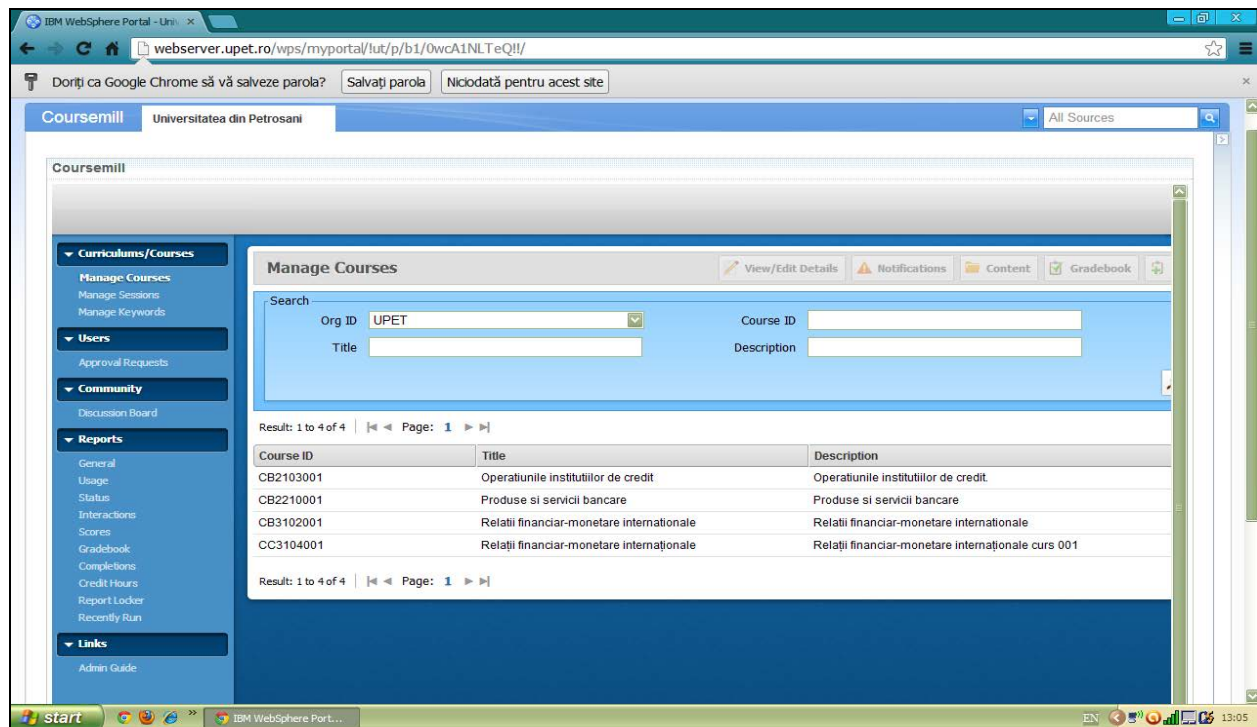 IBM WebSphere Portal - Univ
webserver.upet.ro/wps/myportal/!ut/p/b1/0wcA1NLTeQ!!/
Doriți ca Google Chrome să vă salveze parola? Salvați parola Niciodată pentru acest site
Coursemill Universitatea din Petrosani All Sources
Coursemill
Curriculums/Courses
Manage Courses
Manage Sessions
Manage Keywords
Users
Approval Requests
Community
Discussion Board
Reports
General
Usage
Status
Interactions
Scores
Gradebook
Completions
Credit Hours
Report Locker
Recently Run
Links
Admin Guide
Manage Courses View/Edit Details Notifications Content Gradebook
Search
Org ID UPET Course ID
Title Description
Result: 1 to 4 of 4 Page: 1
Course ID Title Description
CB2103001 Operatiunile institutiilor de credit Operatiunile institutiilor de credit.
CB2210001 Produse si servicii bancare Produse si servicii bancare
CB3102001 Relatii financiar-monetare internationale Relatii financiar-monetare internationale
CC3104001 Relații financiar-monetare internaționale Relații financiar-monetare internaționale curs 001
Result: 1 to 4 of 4 Page: 1
start IBM WebSphere Port... EN 13:05